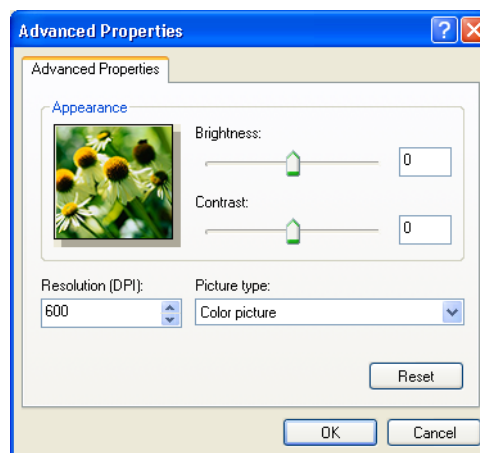 Advanced Properties
Advanced Properties
Appearance
Brightness:
0
Contrast:
0
Resolution (DPI):
Picture type:
600
Color picture
Reset
OK
Cancel